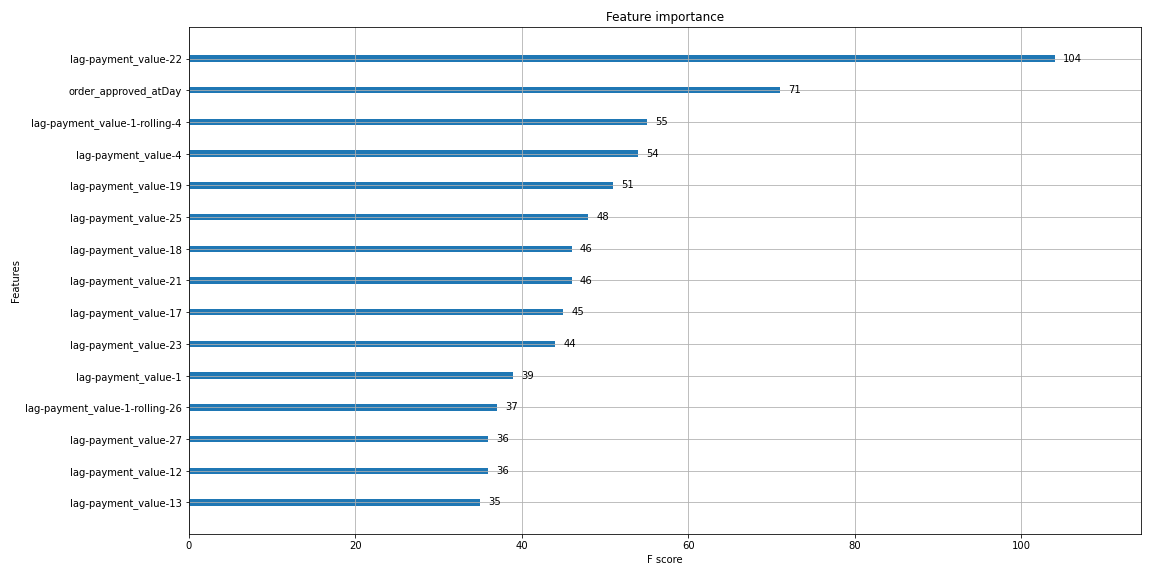 Feature importance
Features
lag-payment_value-22 104
order_approved_atDay 71
lag-payment_value-1-rolling-4 55
lag-payment_value-4 54
lag-payment_value-19 51
lag-payment_value-25 48
lag-payment_value-18 46
lag-payment_value-21 46
lag-payment_value-17 45
lag-payment_value-23 44
lag-payment_value-1 39
lag-payment_value-1-rolling-26 37
lag-payment_value-27 36
lag-payment_value-12 36
lag-payment_value-13 35
0 20 40 60 80 100
F score